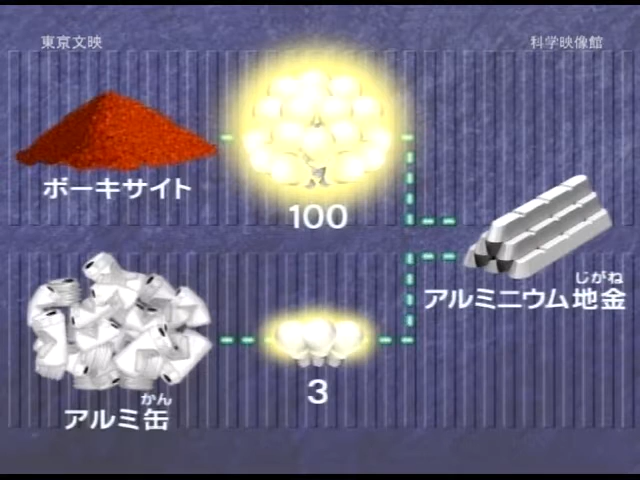 東京文映
科学映像館
ボーキサイト
100
じがね
アルミニウム地金
3
かん
アルミ缶